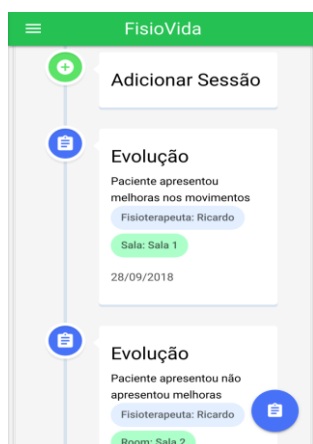 FisioVida
Adicionar Sessão
Evolução
Paciente apresentou
melhoras nos movimentos
Fisioterapeuta: Ricardo
Sala: Sala 1
28/09/2018
Evolução
Paciente apresentou não
apresentou melhoras
Fisioterapeuta: Ricardo
Room: Sala 2